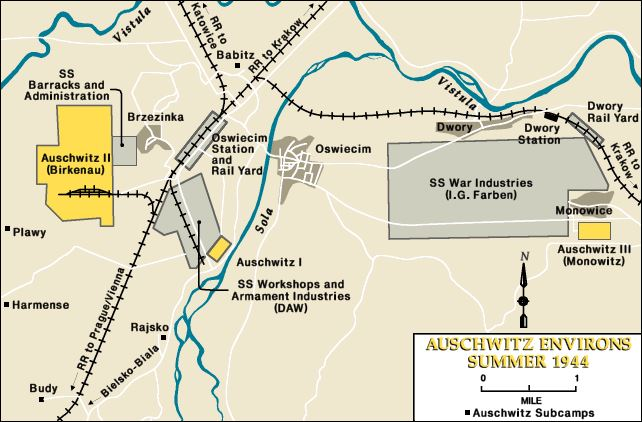 Vistula
RR to
Katowice
Babitz
RR to Krakow
SS
Barracks and
Administration
Brzezinka
Auschwitz II
(Birkenau)
Oswiecim
Station
and
Rail Yard
Oswiecim
Vistula
Dwory
Dwory
Station
Dwory
Rail Yard
RR to
Krakow
SS War Industries
(I.G. Farben)
Monowice
Auschwitz III
(Monowitz)
Sola
Plawy
Auschwitz I
SS Workshops and
Armament Industries
(DAW)
Harmense
RR to Prague/Vienna
Rajsko
Bielsko-Biala
Budy
N
AUSCHWITZ ENVIRONS
SUMMER 1944
0 1
MILE
Auschwitz Subcamps